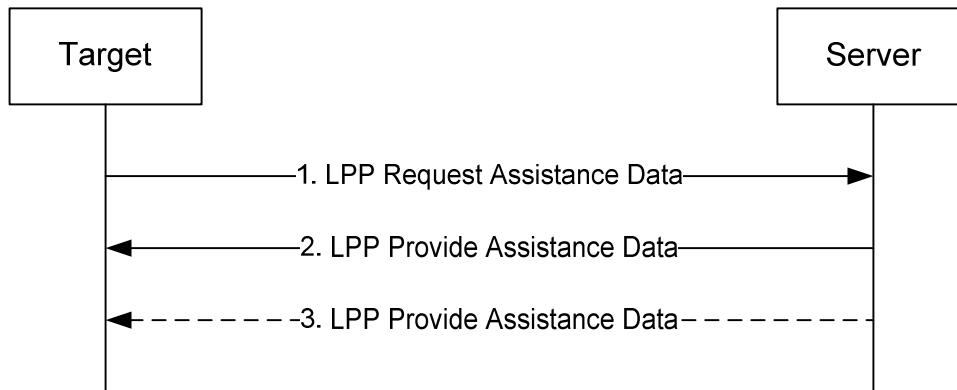 Target
Server
1. LPP Request Assistance Data
2. LPP Provide Assistance Data
3. LPP Provide Assistance Data